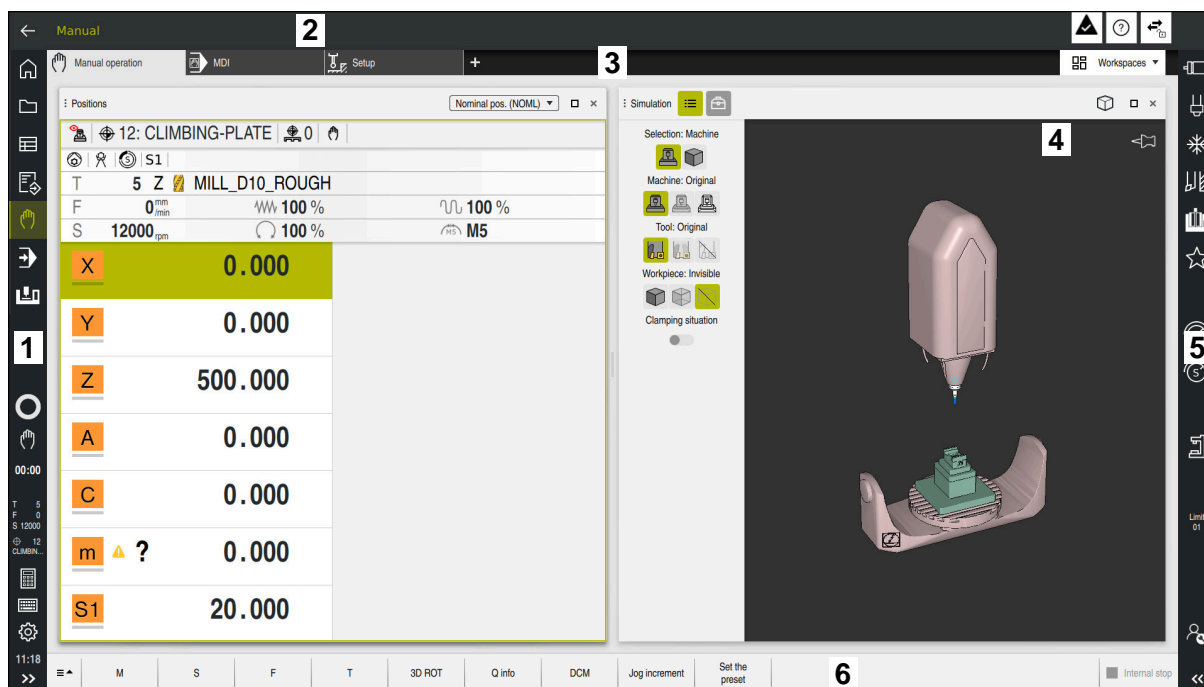 Manual
2
Manual operation
MDI
Setup
+
3
Workspaces
Positions
Nominal pos. (NOML)
Simulation
12: CLIMBING-PLATE
0
S
S1
T 5 Z MILL_D10_ROUGH
F 0 mm/min 100 % 100 %
S 12000 rpm 100 % MS M5
X 0.000
Y 0.000
Z 500.000
A 0.000
C 0.000
m ? 0.000
S1 20.000
Selection: Machine
Machine: Original
Tool: Original
Workpiece: Invisible
Clamping situation
4
1
00:00
T 5
F 0
S 12000
12
CLIMBIN...
11:18
5
S
Limit
01
M
S
F
T
3D ROT
Q info
DCM
Jog increment
Set the
preset
6
Internal stop